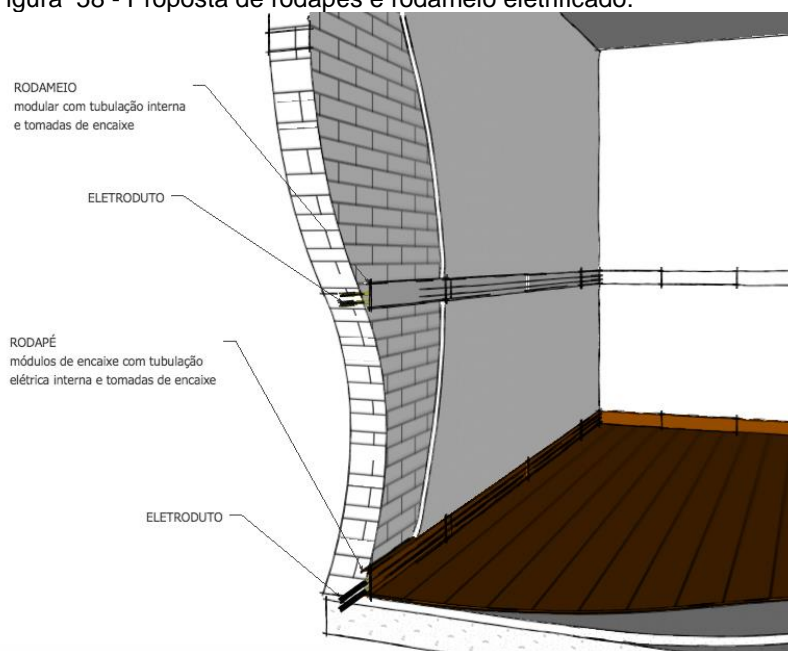 igura 58 - Proposta de rodapés e rodameio eletrificado.
RODAMEIO
modular com tubulação interna
e tomadas de encaixe
ELETRODUTO
RODAPÉ
módulos de encaixe com tubulação
elétrica interna e tomadas de encaixe
ELETRODUTO